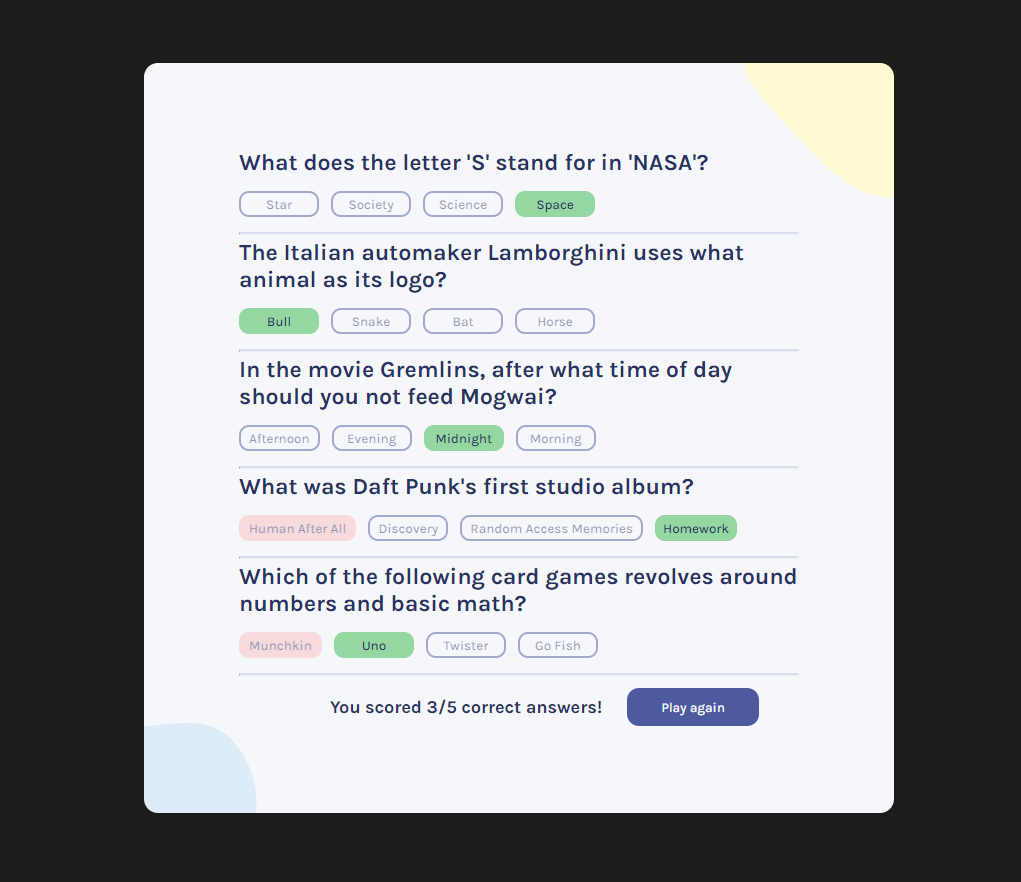 What does the letter 'S' stand for in 'NASA'?
Star Society Science Space
The Italian automaker Lamborghini uses what
animal as its logo?
Bull Snake Bat Horse
In the movie Gremlins, after what time of day
should you not feed Mogwai?
Afternoon Evening Midnight Morning
What was Daft Punk's first studio album?
Human After All Discovery Random Access Memories Homework
Which of the following card games revolves around
numbers and basic math?
Munchkin Uno Twister Go Fish
You scored 3/5 correct answers! Play again